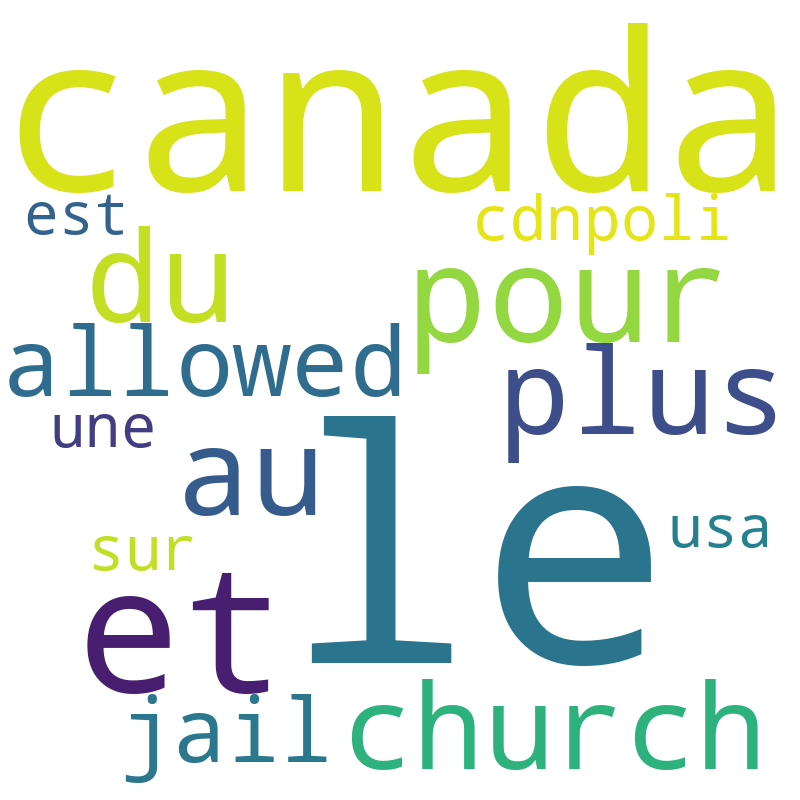 canada
est
cdnpoli
du
pour
allowed
plus
une
au
le
usa
sur
et
jail
church